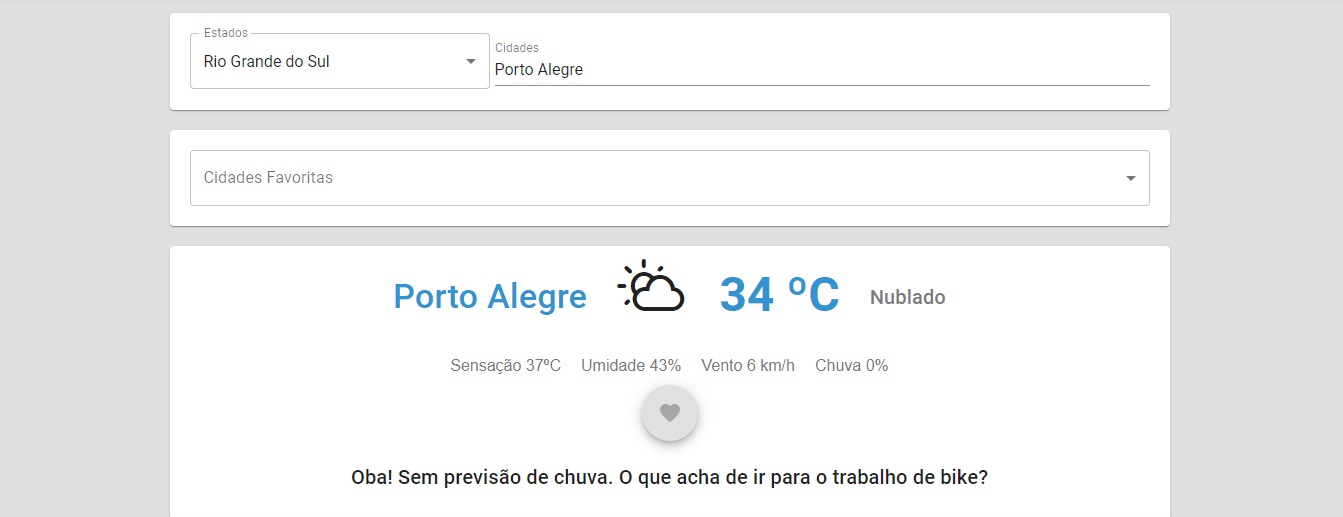 Estados
Rio Grande do Sul
Cidades
Porto Alegre
Cidades Favoritas
Porto Alegre 34 ºC Nublado
Sensação 37ºC Umidade 43% Vento 6 km/h Chuva 0%
Oba! Sem previsão de chuva. O que acha de ir para o trabalho de bike?